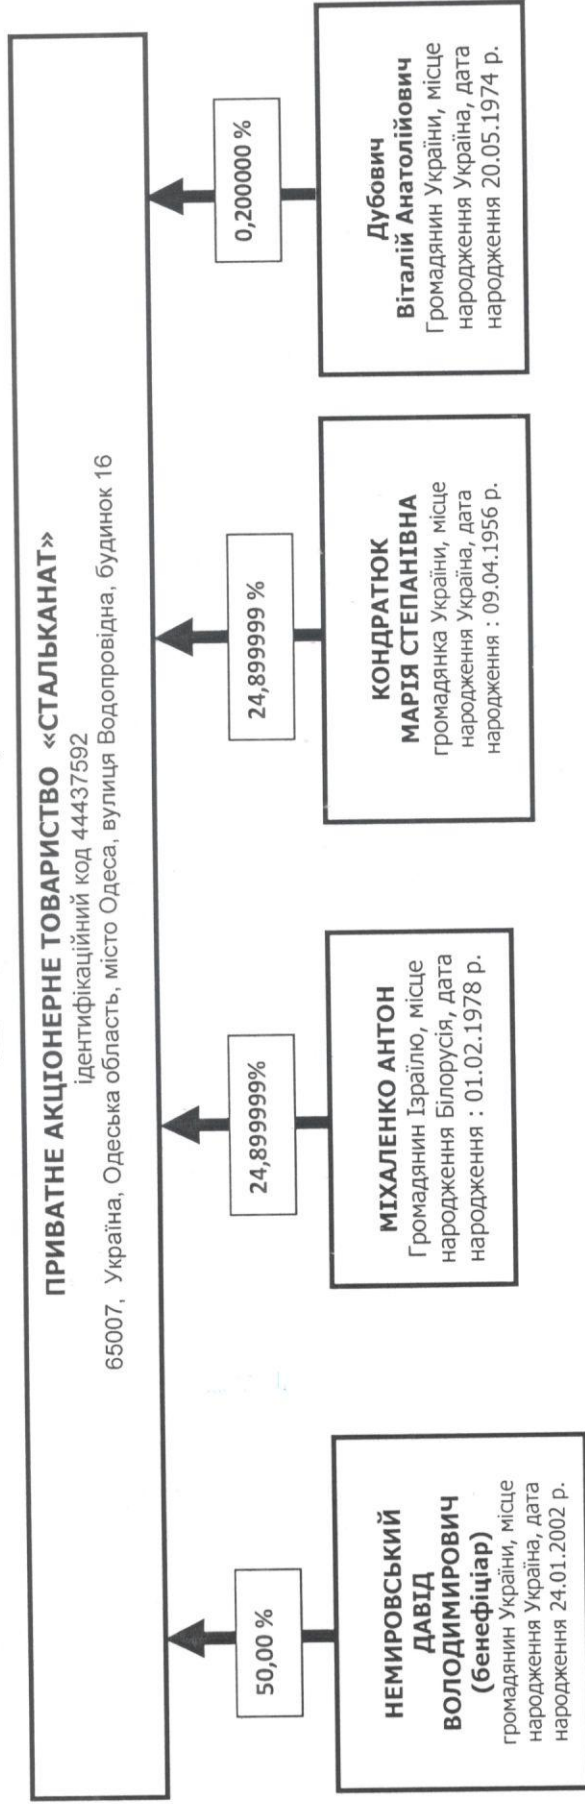 ПРИВАТНЕ АКЦІОНЕРНЕ ТОВАРИСТВО «СТАЛЬКАНАТ»
ідентифікаційний код 44437592
65007, Україна, Одеська область, місто Одеса, вулиця Водопровідна, будинок 16
50,00 %
24,899999%
24,899999 %
0,200000 %
НЕМИРОВСЬКИЙ
ДАВІД
ВОЛОДИМИРОВИЧ
(бенефіціар)
громадянин України, місце
народження Україна, дата
народження 24.01.2002 р.
МІХАЛЕНКО АНТОН
Громадянин Ізраїлю, місце
народження Білорусія, дата
народження : 01.02.1978 р.
КОНДРАТЮК
МАРІЯ СТЕПАНІВНА
громадянка України, місце
народження Україна, дата
народження : 09.04.1956 р.
Дубович
Віталій Анатолійович
Громадянин України, місце
народження Україна, дата
народження 20.05.1974 р.